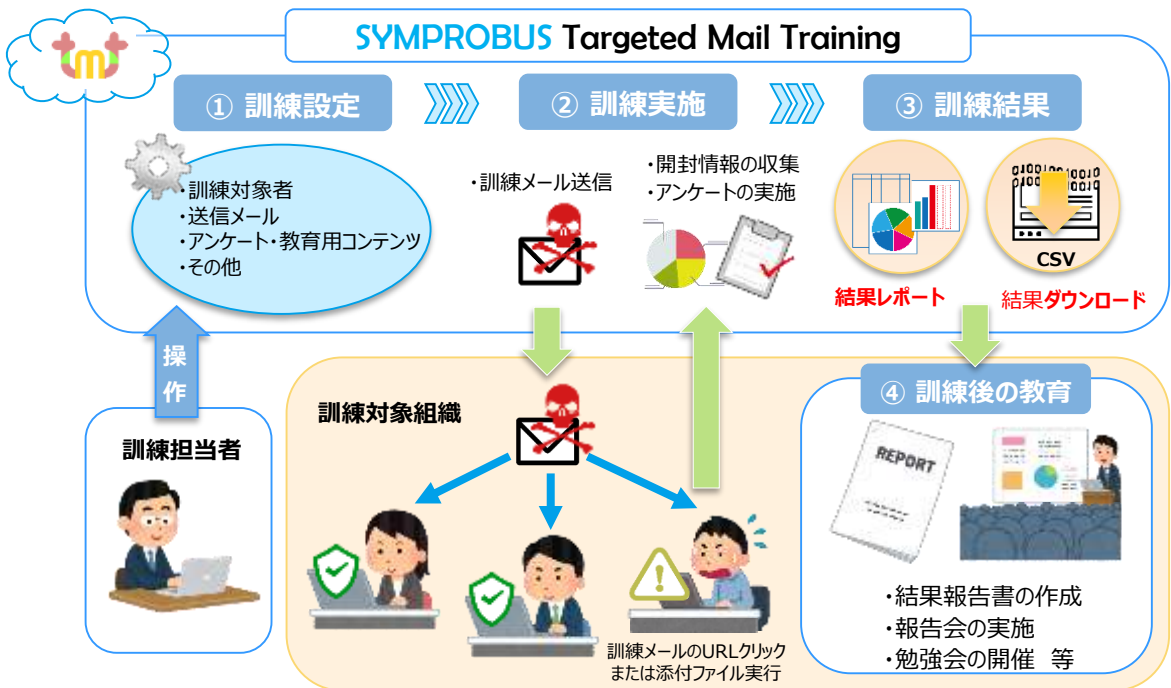 SYMPROBUS Targeted Mail Training
tmt
① 訓練設定
② 訓練実施
③ 訓練結果
・訓練対象者
・送信メール
・アンケート・教育用コンテンツ
・その他
・訓練メール送信
・開封情報の収集
・アンケートの実施
CSV
結果レポート
結果ダウンロード
操
作
訓練担当者
訓練対象組織
訓練メールのURLクリック
または添付ファイル実行
④ 訓練後の教育
REPORT
・結果報告書の作成
・報告会の実施
・勉強会の開催 等